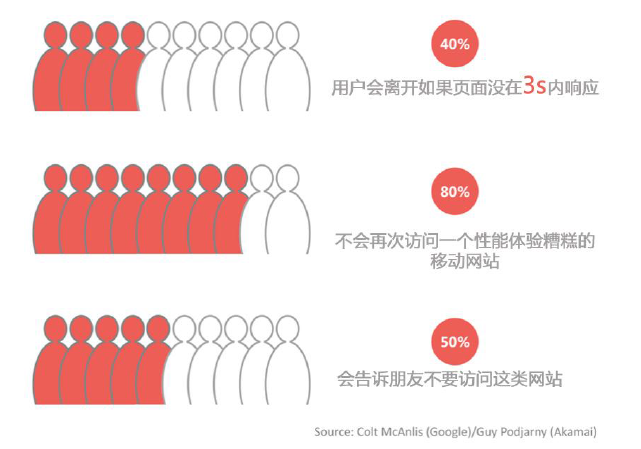 40%
用户会离开如果页面没在3s内响应
80%
不会再次访问一个性能体验糟糕的
移动网站
50%
会告诉朋友不要访问这类网站
Source: Colt McAnlis (Google)/Guy Podjarny (Akamai)